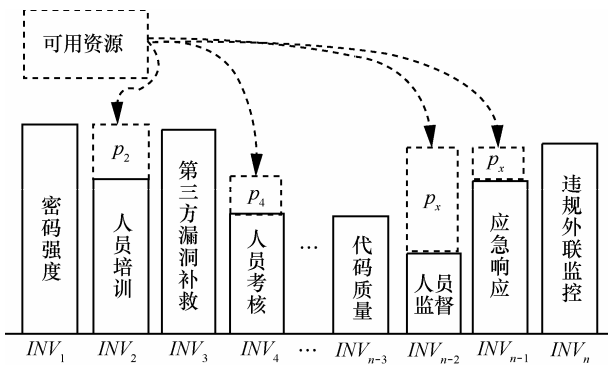 可用资源
p2
p4
px
px
密码强度
人员培训
第三方漏洞补救
人员考核
...
代码质量
人员
监督
应急响应
违规外联监控
INV1 INV2 INV3 INV4 ... INVn-3 INVn-2 INVn-1 INVn